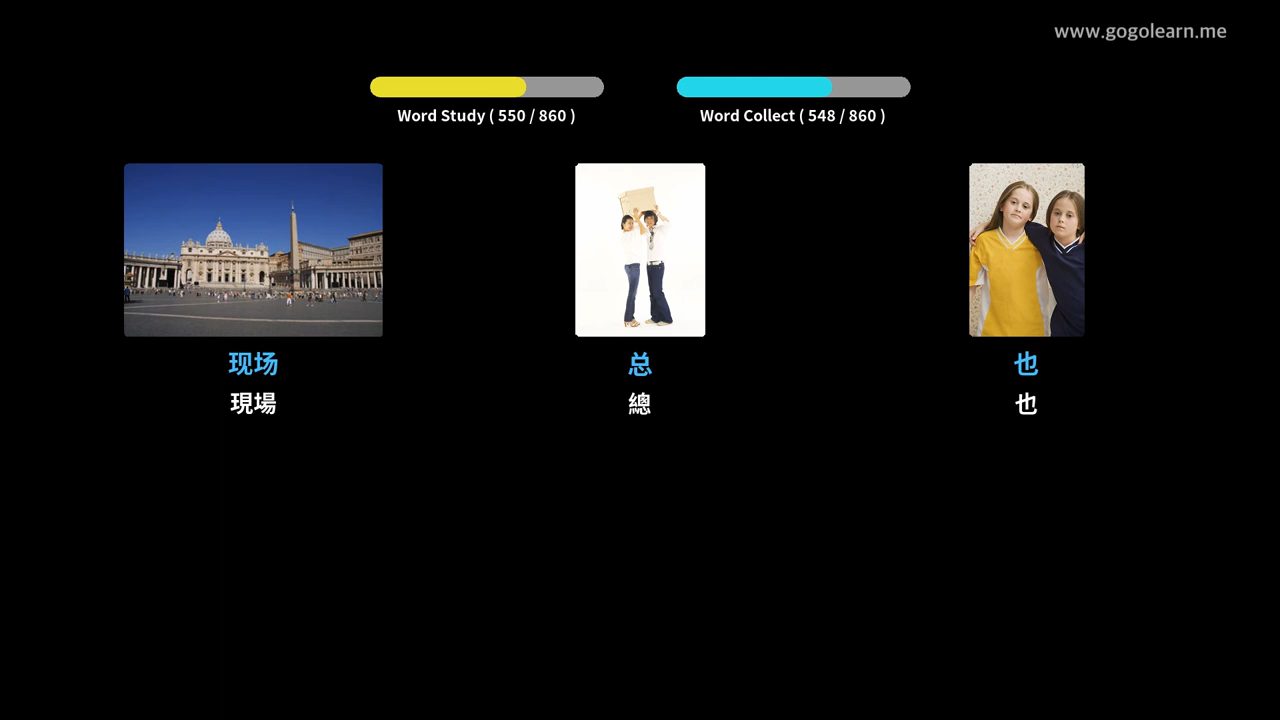 www.gogolearn.me
Word Study ( 550 / 860 )
Word Collect ( 548 / 860 )
现场
現場
总
總
也
也